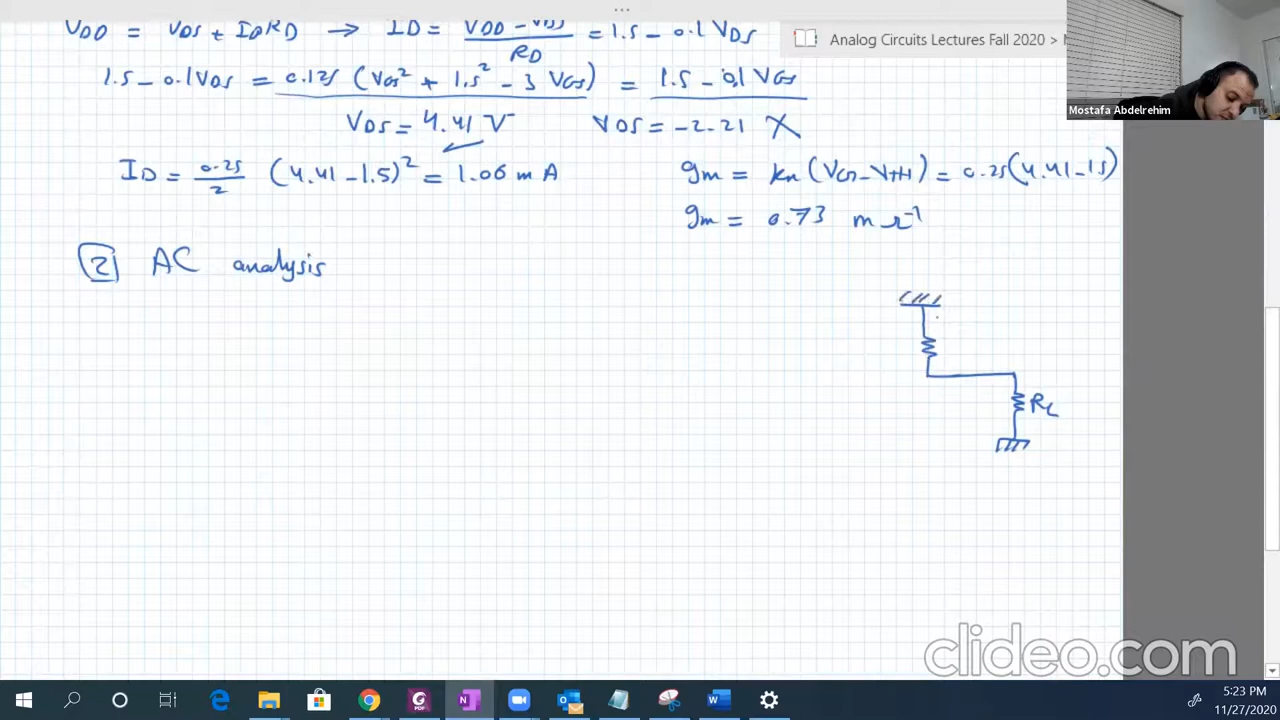 VDD = VDS + IDRD → ID = VDD - VDS / RD = 1.5 - 0.1 VDS
Analog Circuits Lectures Fall 2020 >
1.5 - 0.1 VDS = 0.125 (VGS² + 1.5² - 3 VGS) = 1.5 - 0.1 VGS
Mostafa Abdelrehim
VDS = 4.41 V VDS = -2.21 X
ID = 0.25/2 (4.41 - 1.5)² = 1.06 mA
gm = kn (VGS - VTH) = 0.25 (4.41 - 1.5)
gm = 0.73 m Ω⁻¹
2 AC analysis
RL
clideo.com
5:23 PM
11/27/2020